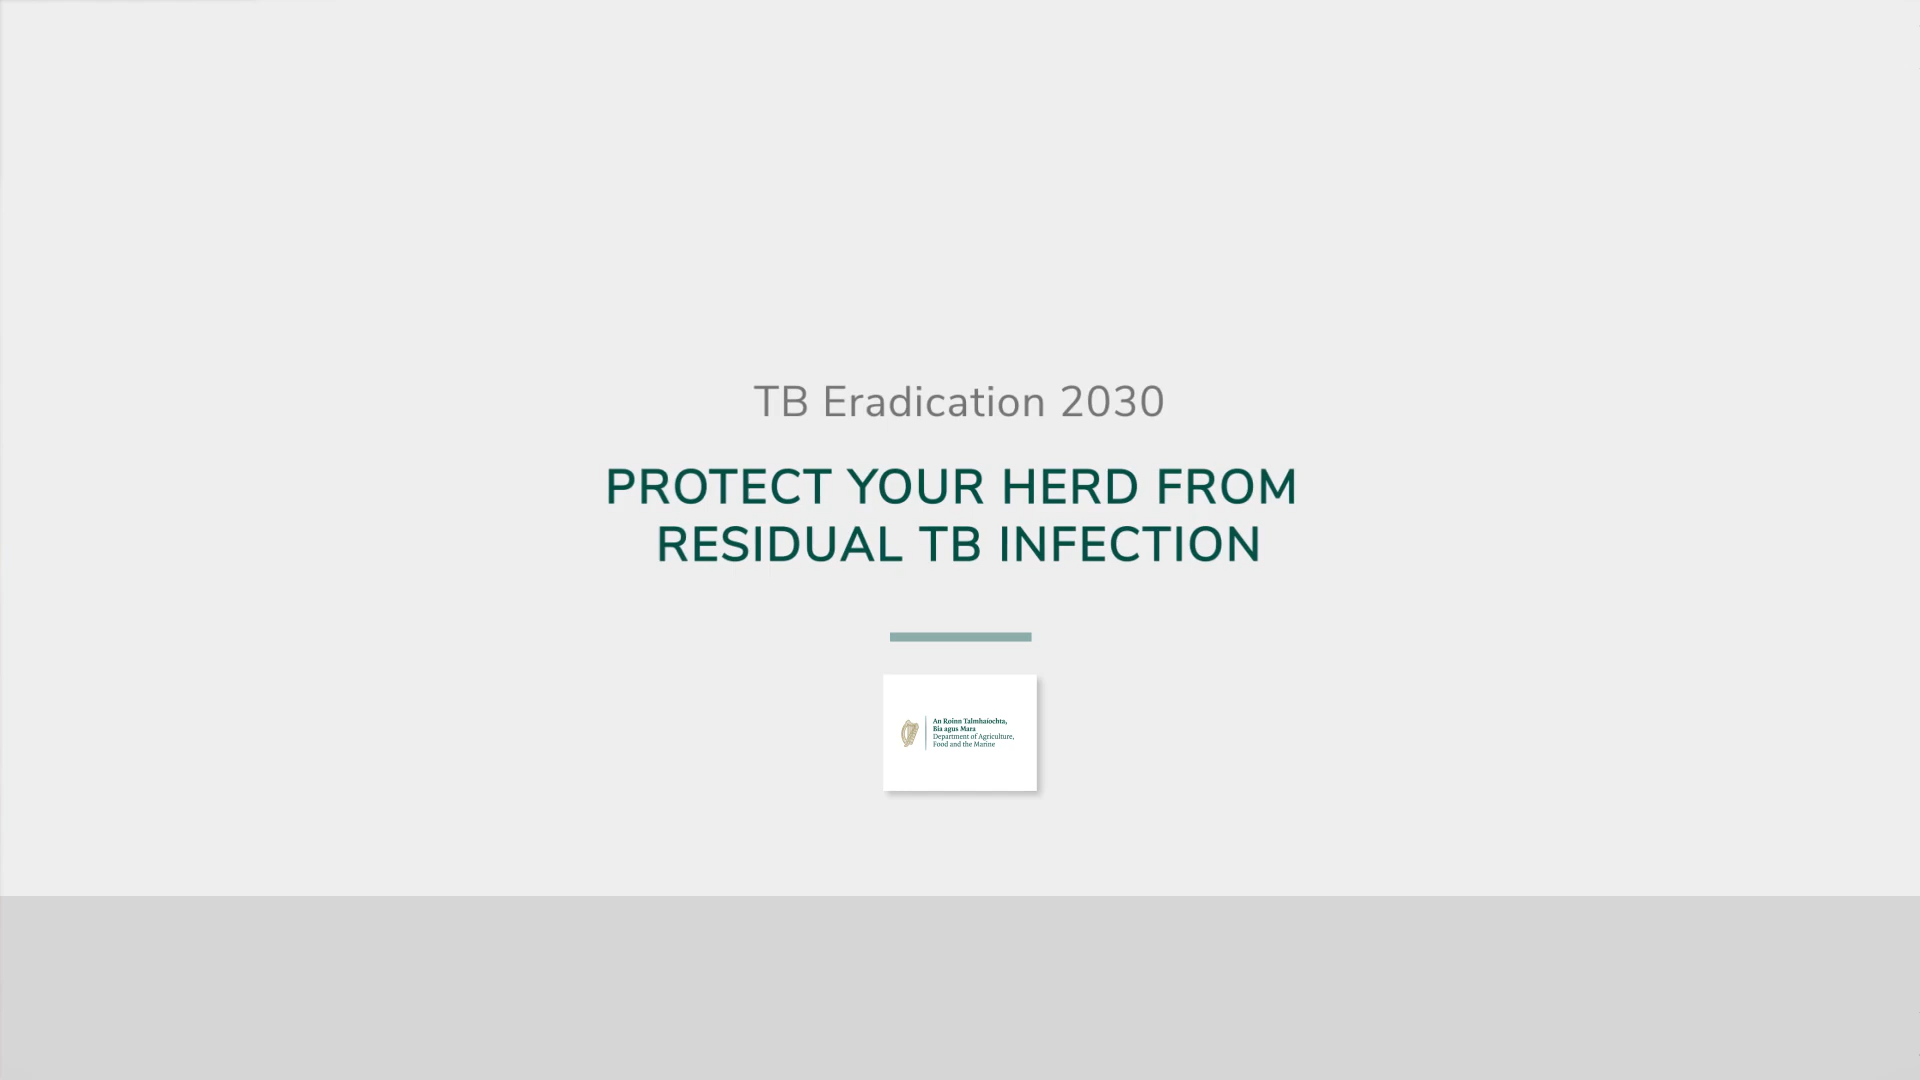 TB Eradication 2030
PROTECT YOUR HERD FROM
RESIDUAL TB INFECTION
An Roinn Talmhaíochta,
Bia agus Mara
Department of Agriculture,
Food and the Marine